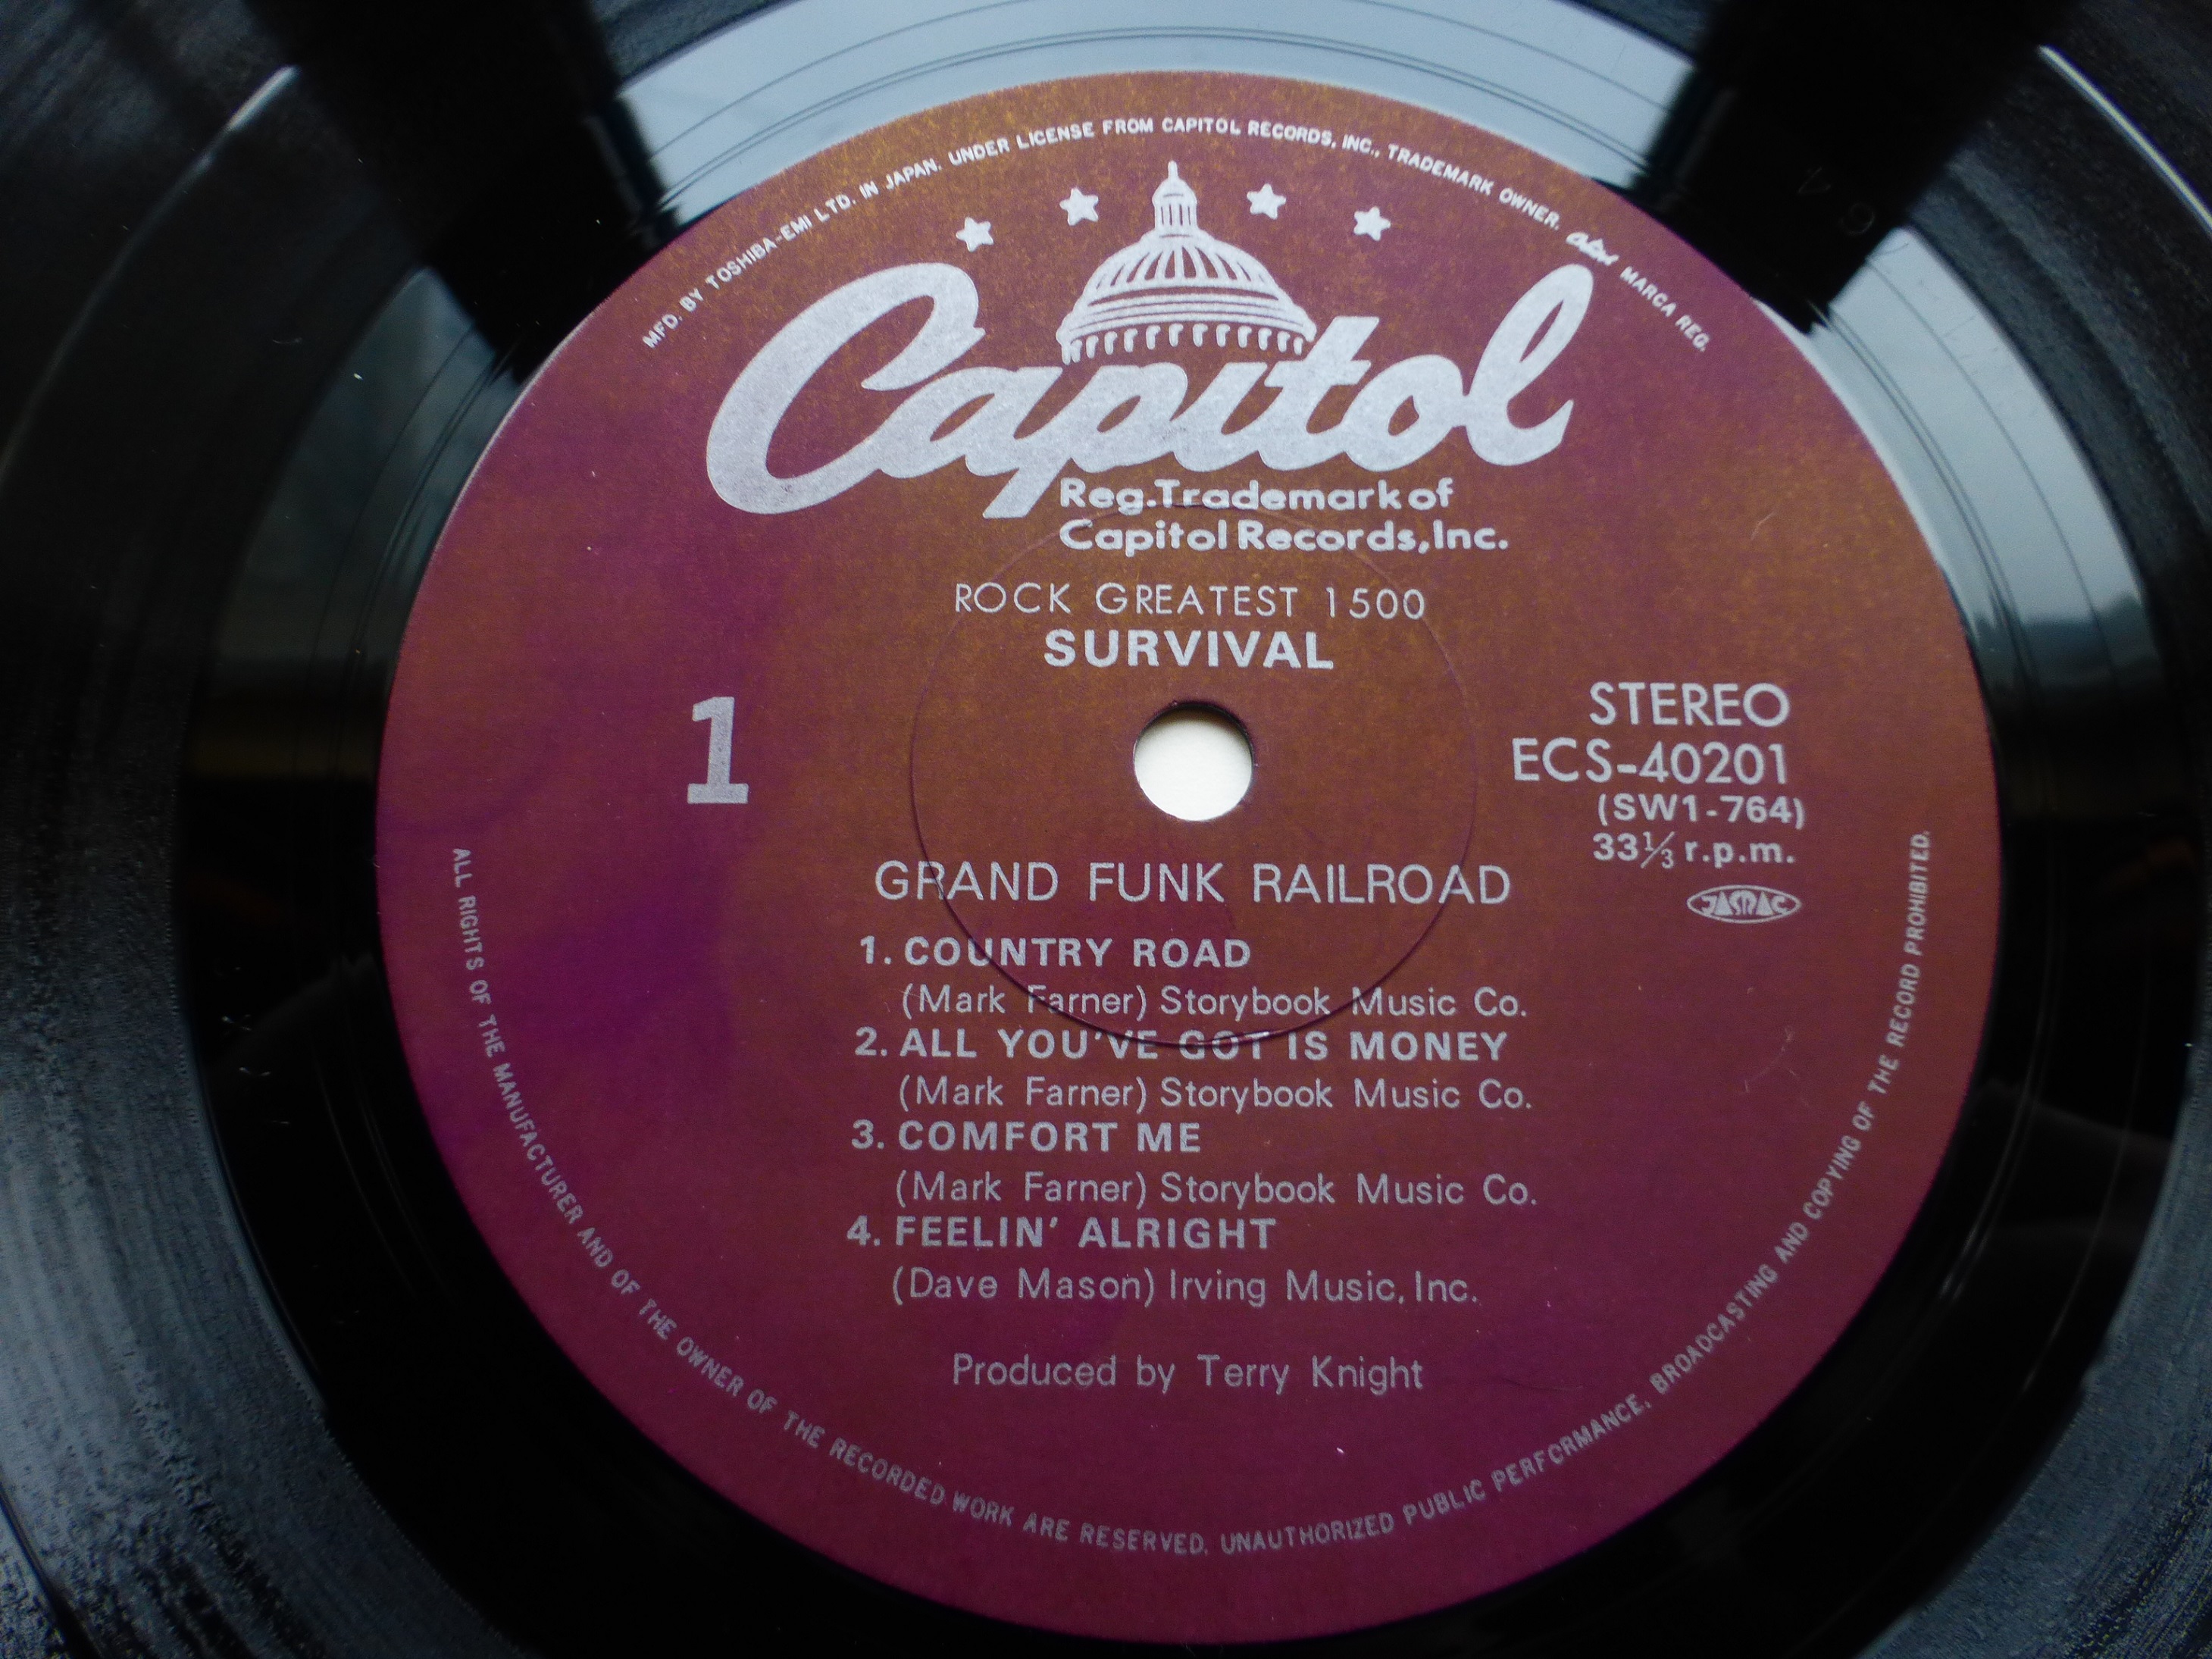 MFD. BY TOSHIBA-EMI LTD. IN JAPAN. UNDER LICENSE FROM CAPITOL RECORDS, INC., TRADEMARK OWNER. Capitol MARCA REG.
Capitol
Reg.Trademark of
Capitol Records,Inc.
ROCK GREATEST 1500
SURVIVAL
1
STEREO
ECS-40201
(SW1-764)
33⅓ r.p.m.
JASRAC
GRAND FUNK RAILROAD
1. COUNTRY ROAD
(Mark Farner) Storybook Music Co.
2. ALL YOU'VE GOT IS MONEY
(Mark Farner) Storybook Music Co.
3. COMFORT ME
(Mark Farner) Storybook Music Co.
4. FEELIN' ALRIGHT
(Dave Mason) Irving Music, Inc.
Produced by Terry Knight
ALL RIGHTS OF THE MANUFACTURER AND OF THE OWNER OF THE RECORDED WORK ARE RESERVED. UNAUTHORIZED PUBLIC PERFORMANCE, BROADCASTING AND COPYING OF THE RECORD PROHIBITED.